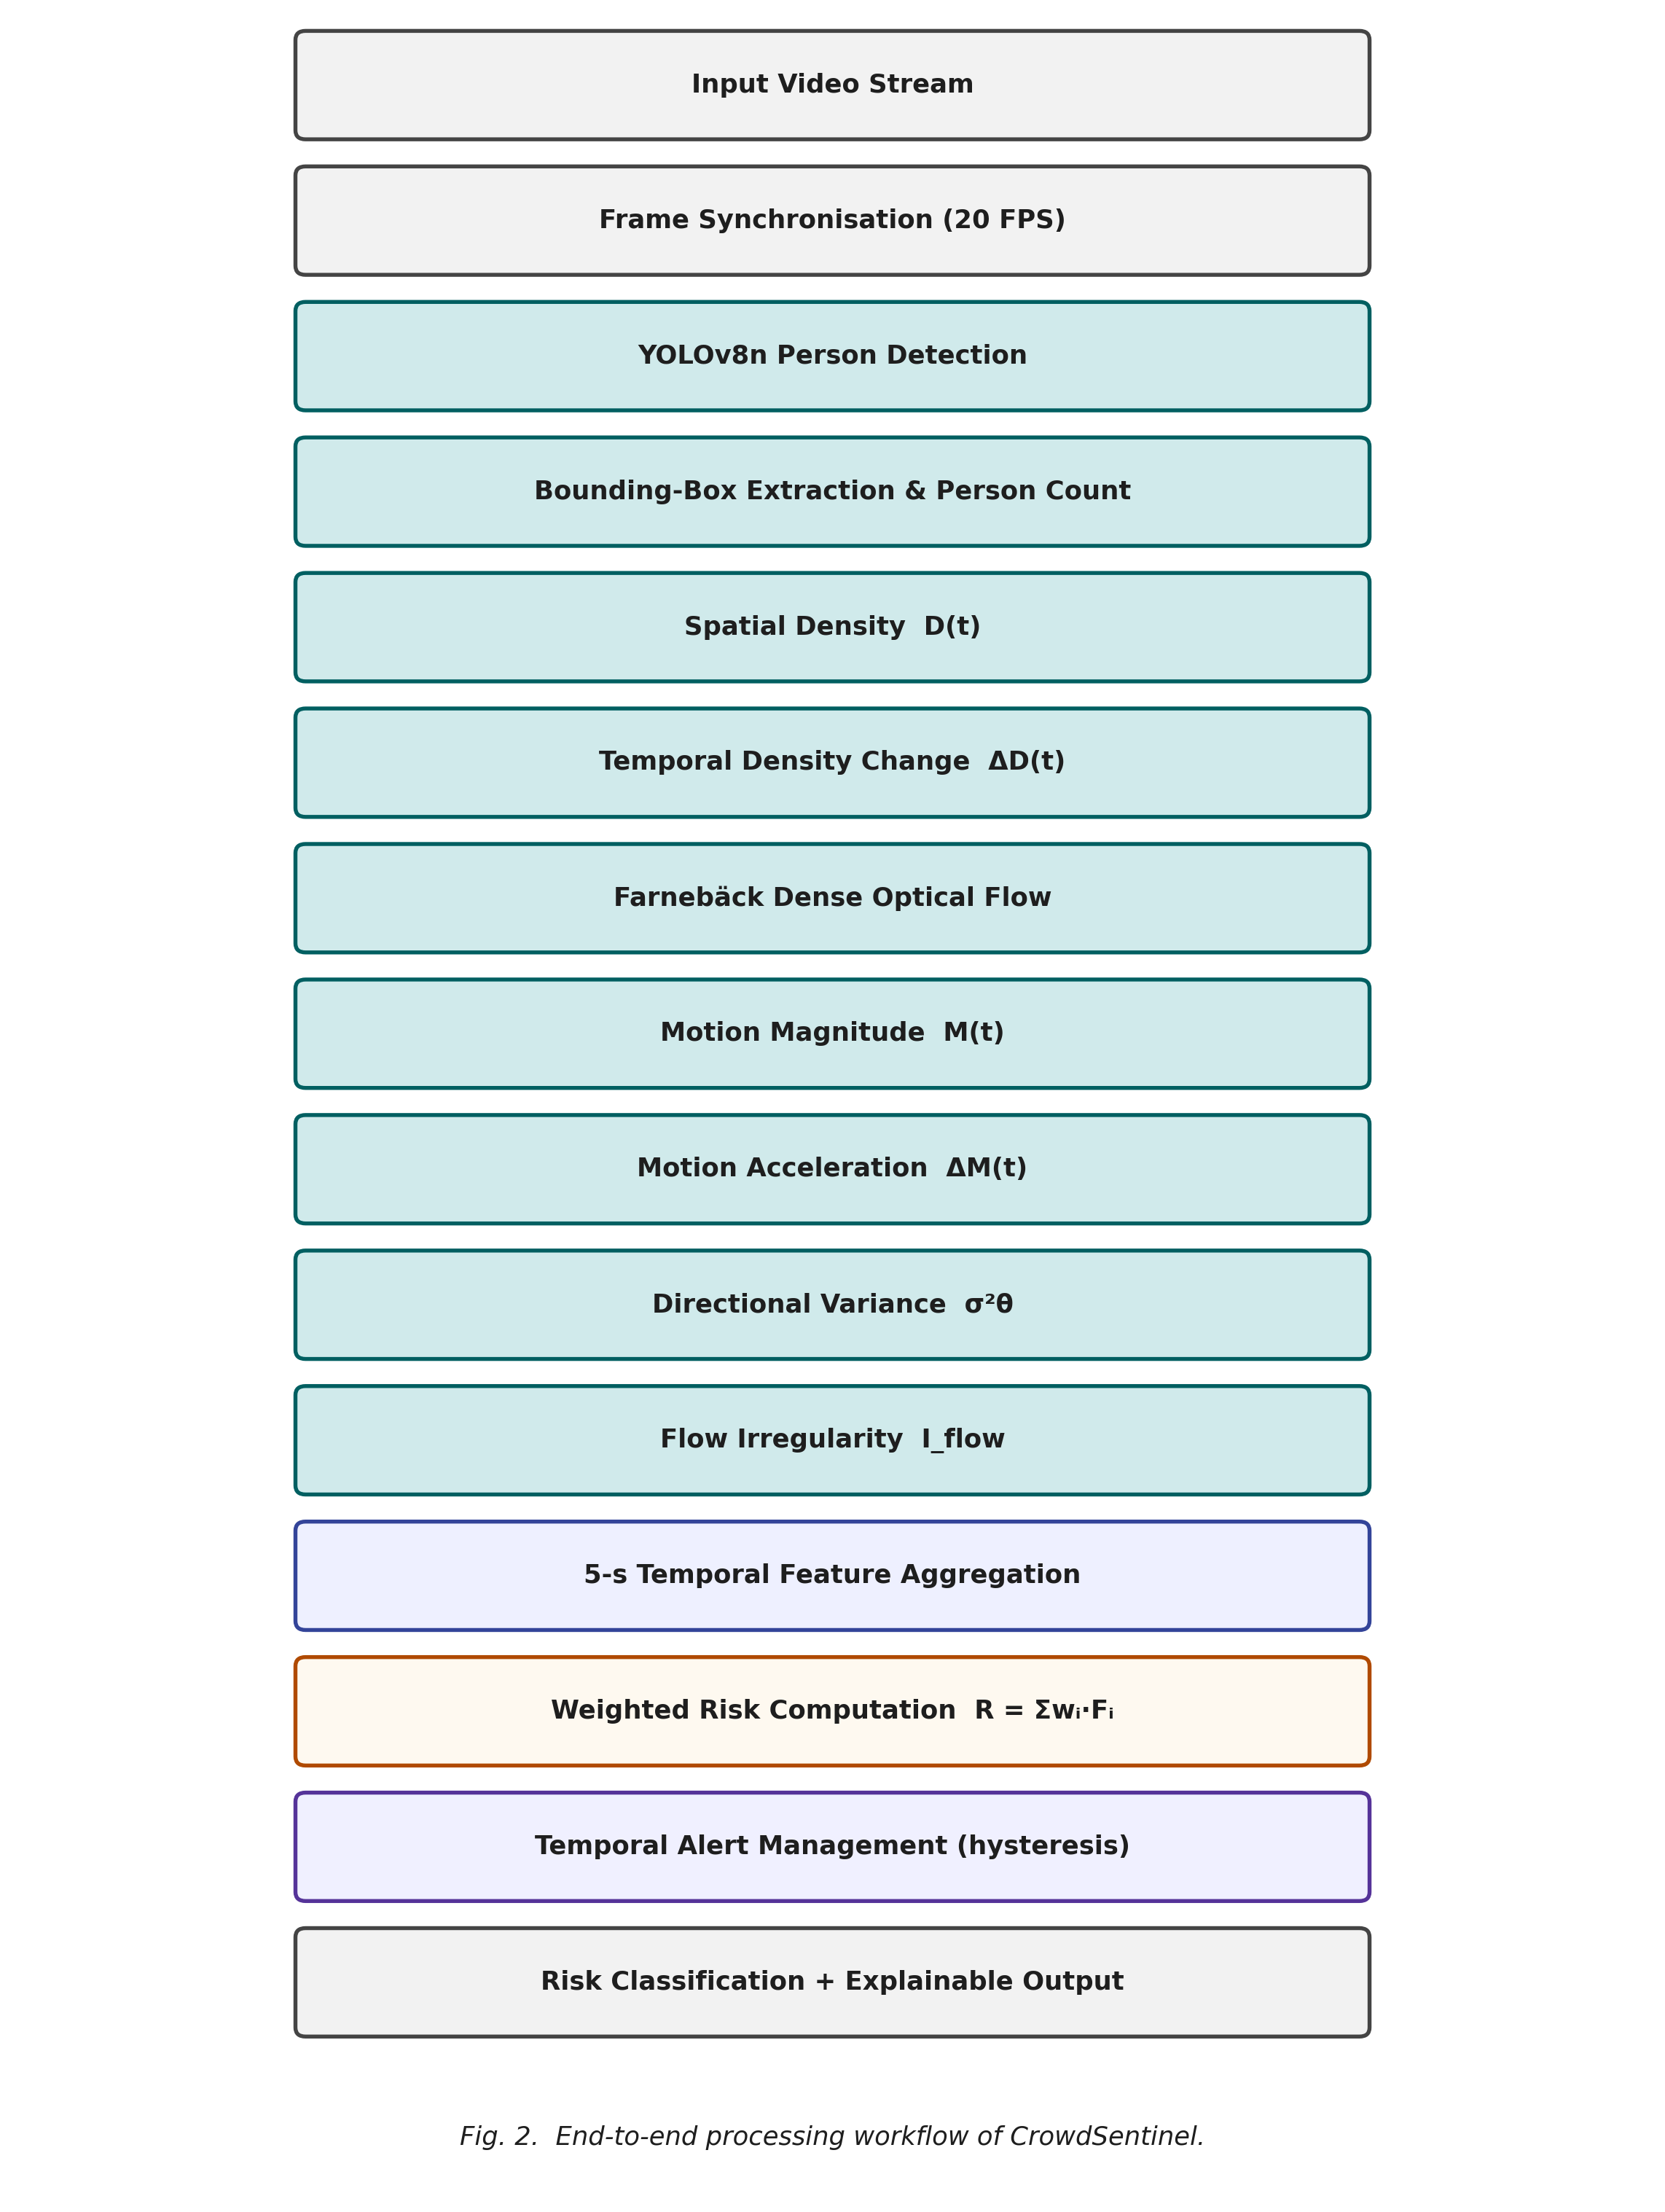 Input Video Stream
Frame Synchronisation (20 FPS)
YOLOv8n Person Detection
Bounding-Box Extraction & Person Count
Spatial Density  D(t)
Temporal Density Change  ΔD(t)
Farnebäck Dense Optical Flow
Motion Magnitude  M(t)
Motion Acceleration  ΔM(t)
Directional Variance  σ²θ
Flow Irregularity  I_flow
5-s Temporal Feature Aggregation
Weighted Risk Computation  R = Σwᵢ·Fᵢ
Temporal Alert Management (hysteresis)
Risk Classification + Explainable Output
Fig. 2.  End-to-end processing workflow of CrowdSentinel.